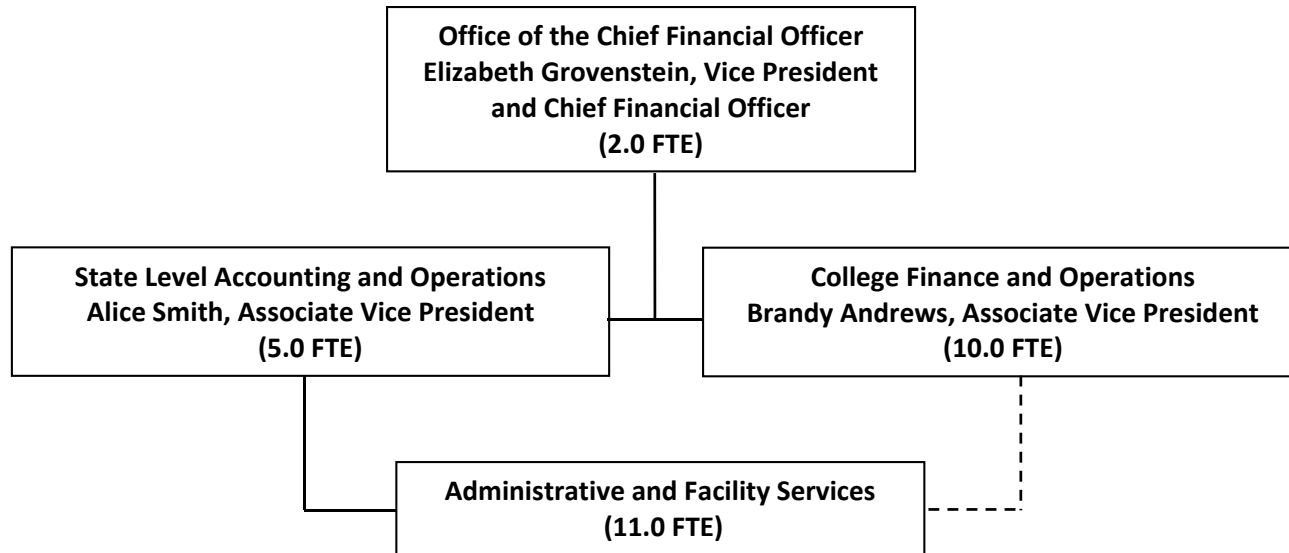 Office of the Chief Financial Officer
Elizabeth Grovenstein, Vice President
and Chief Financial Officer
(2.0 FTE)
State Level Accounting and Operations
Alice Smith, Associate Vice President
(5.0 FTE)
College Finance and Operations
Brandy Andrews, Associate Vice President
(10.0 FTE)
Administrative and Facility Services
(11.0 FTE)